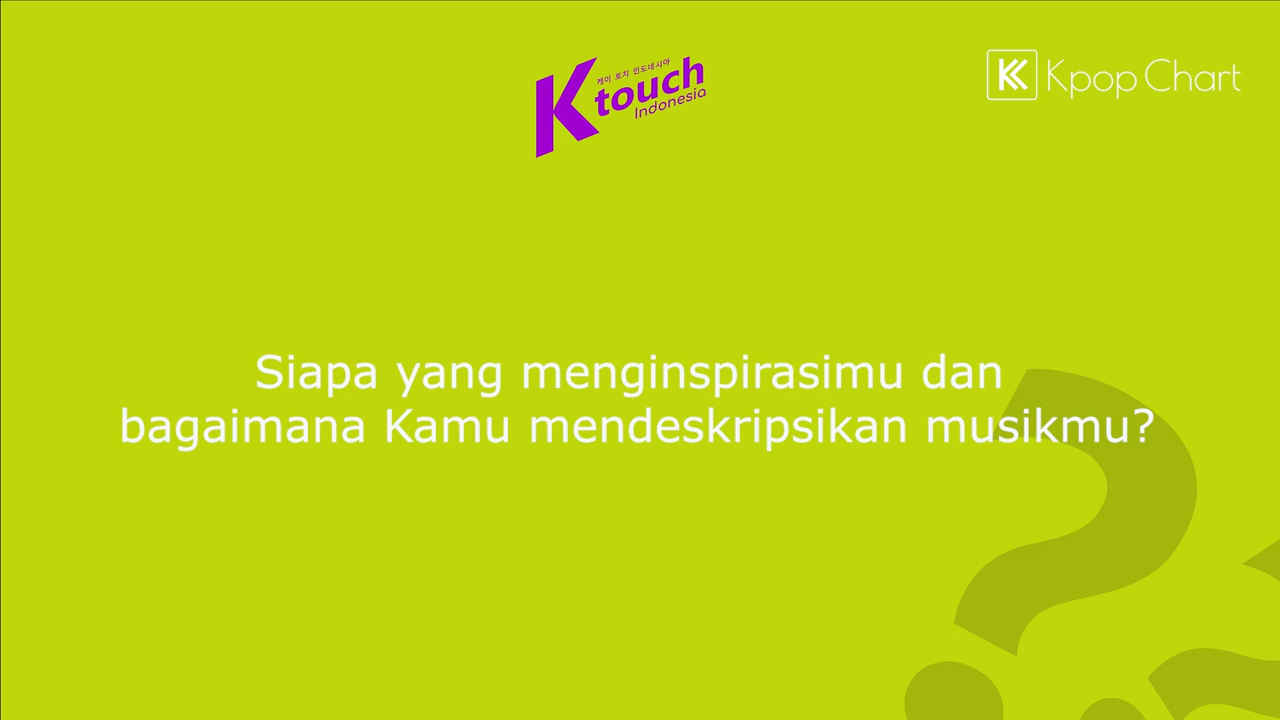 K touch
케이 토치 인도네시아
Indonesia
K Kpop Chart
Siapa yang menginspirasimu dan
bagaimana Kamu mendeskripsikan musikmu?